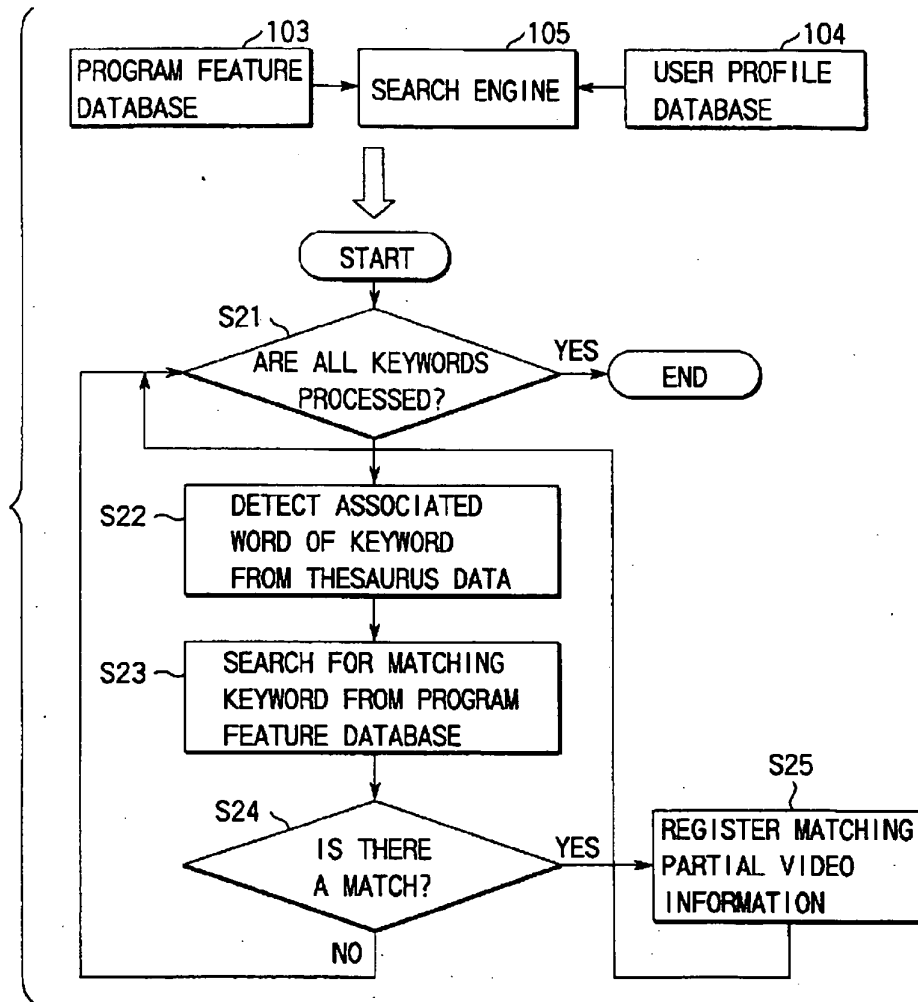 103
PROGRAM FEATURE
DATABASE
105
SEARCH ENGINE
104
USER PROFILE
DATABASE
START
S21
ARE ALL KEYWORDS
PROCESSED?
YES
END
S22
DETECT ASSOCIATED
WORD OF KEYWORD
FROM THESAURUS DATA
S23
SEARCH FOR MATCHING
KEYWORD FROM PROGRAM
FEATURE DATABASE
S24
IS THERE
A MATCH?
YES
NO
S25
REGISTER MATCHING
PARTIAL VIDEO
INFORMATION